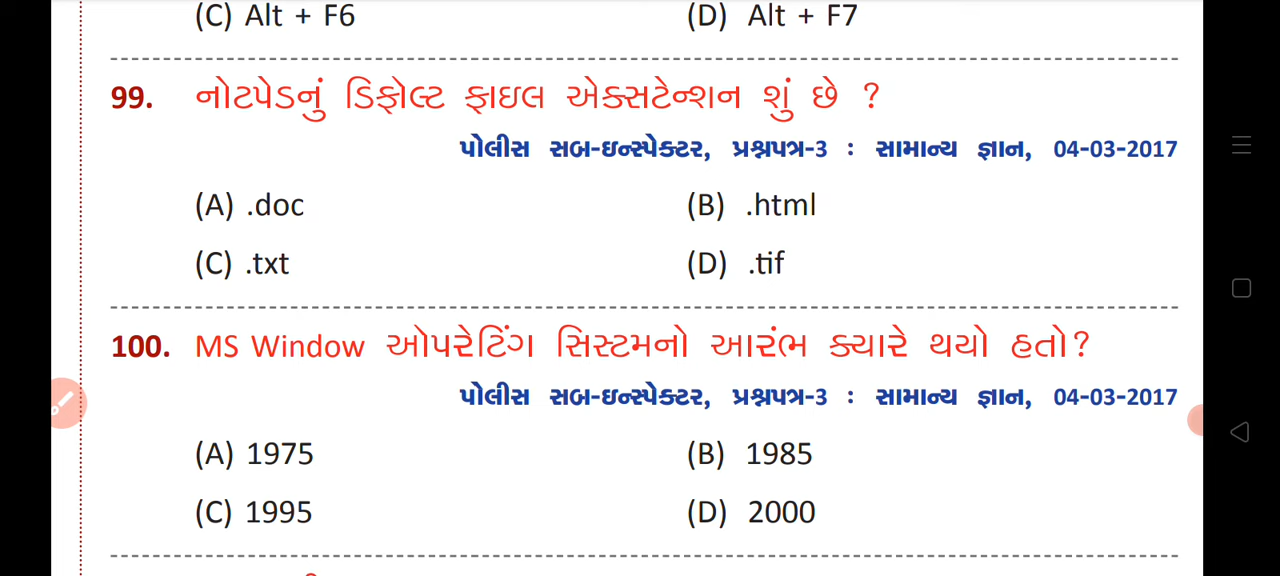 (C) Alt + F6 (D) Alt + F7
99. નોટપેડનું ડિફોલ્ટ ફાઇલ એક્સટેન્શન શું છે ?
પોલીસ સબ-ઇન્સ્પેક્ટર, પ્રશ્નપત્ર-3 : સામાન્ય જ્ઞાન, 04-03-2017
(A) .doc (B) .html
(C) .txt (D) .tif
100. MS Window ઓપરેટિંગ સિસ્ટમનો આરંભ ક્યારે થયો હતો?
પોલીસ સબ-ઇન્સ્પેક્ટર, પ્રશ્નપત્ર-3 : સામાન્ય જ્ઞાન, 04-03-2017
(A) 1975 (B) 1985
(C) 1995 (D) 2000